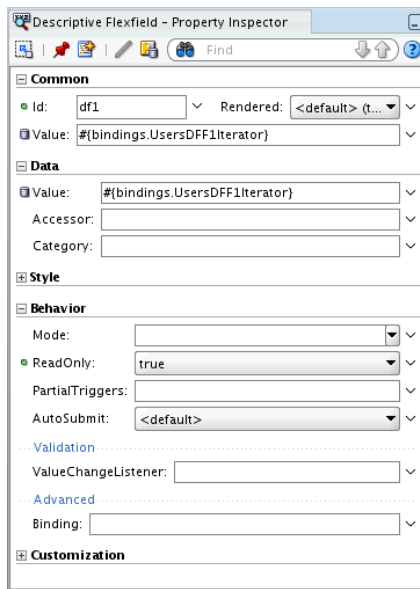 Descriptive Flexfield - Property Inspector
Find
Common
Id: df1 Rendered: <default> (t...
Value: #{bindings.UsersDFF1Iterator}
Data
Value: #{bindings.UsersDFF1Iterator}
Accessor:
Category:
Style
Behavior
Mode:
ReadOnly: true
PartialTriggers:
AutoSubmit: <default>
Validation
ValueChangeListener:
Advanced
Binding:
Customization